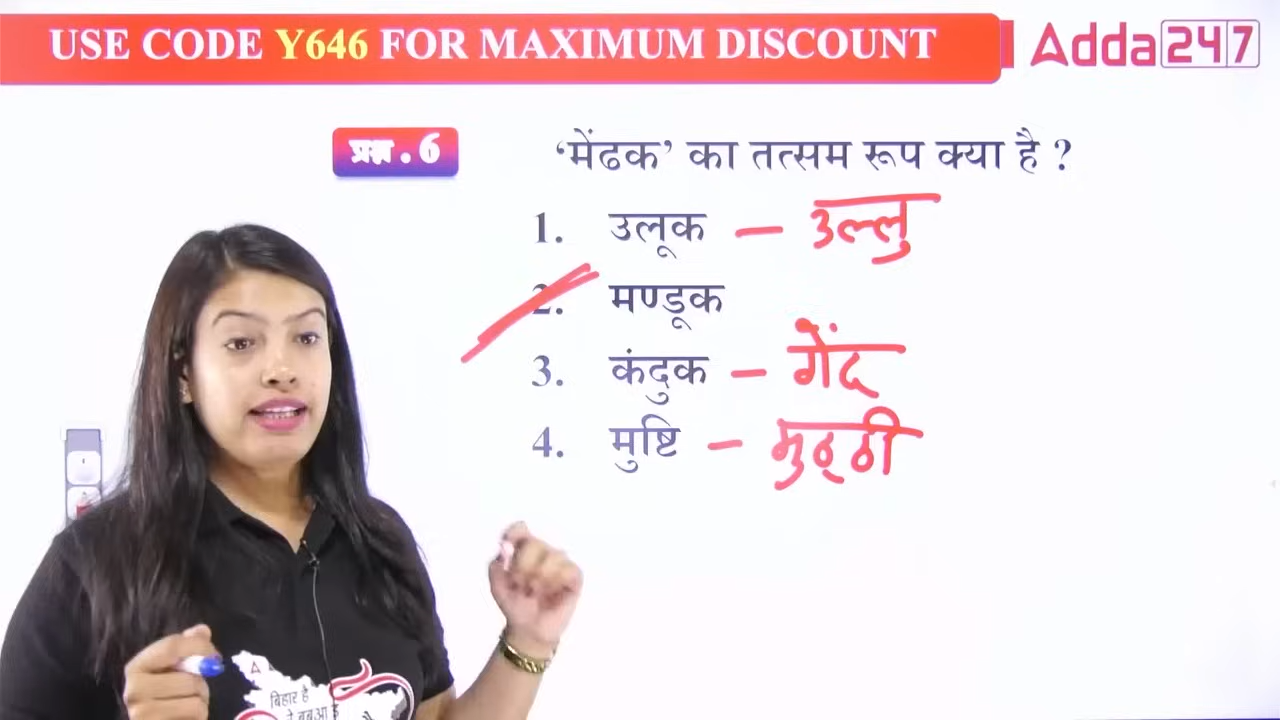 USE CODE Y646 FOR MAXIMUM DISCOUNT
Adda247
प्रश्न . 6
‘मेंढक’ का तत्सम रूप क्या है ?
1. उलूक – उल्लु
2. मण्डूक
3. कंदुक – गेंद
4. मुष्टि – मुट्ठी
बिहार है